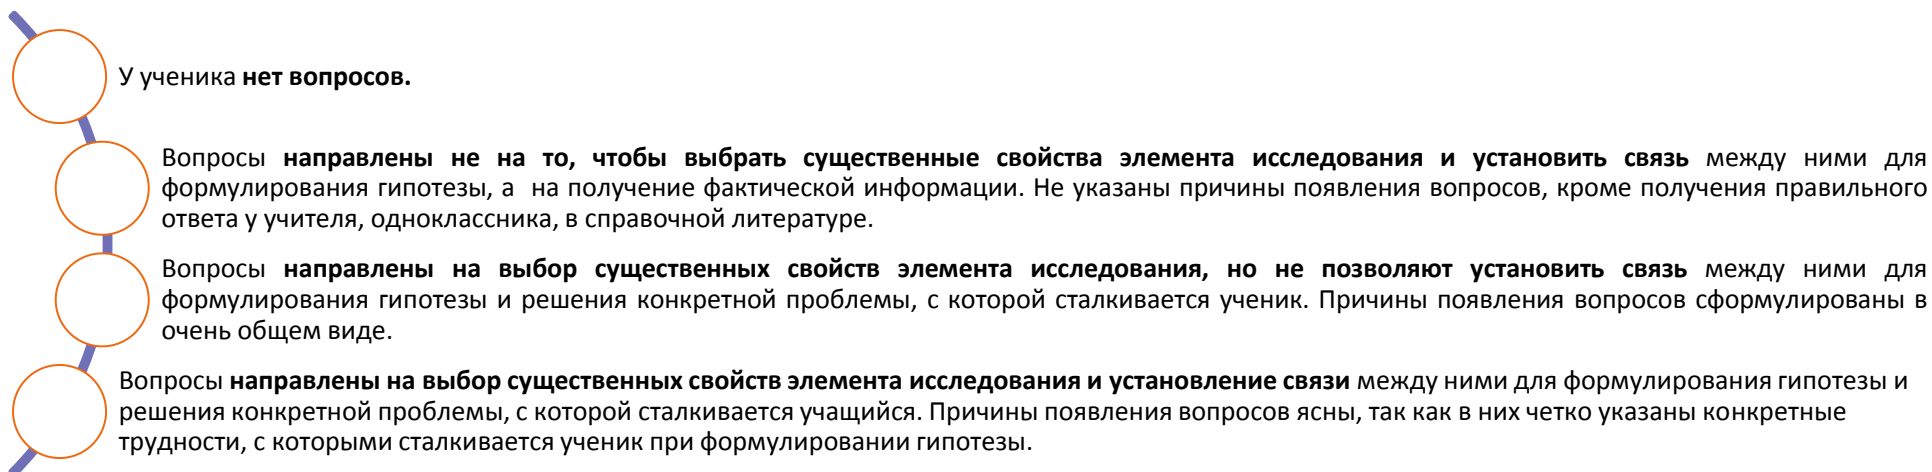 У ученика нет вопросов.
Вопросы направлены не на то, чтобы выбрать существенные свойства элемента исследования и установить связь между ними для
формулирования гипотезы, а на получение фактической информации. Не указаны причины появления вопросов, кроме получения правильного
ответа у учителя, одноклассника, в справочной литературе.
Вопросы направлены на выбор существенных свойств элемента исследования, но не позволяют установить связь между ними для
формулирования гипотезы и решения конкретной проблемы, с которой сталкивается ученик. Причины появления вопросов сформулированы в
очень общем виде.
Вопросы направлены на выбор существенных свойств элемента исследования и установление связи между ними для формулирования гипотезы и
решения конкретной проблемы, с которой сталкивается учащийся. Причины появления вопросов ясны, так как в них четко указаны конкретные
трудности, с которыми сталкивается ученик при формулировании гипотезы.